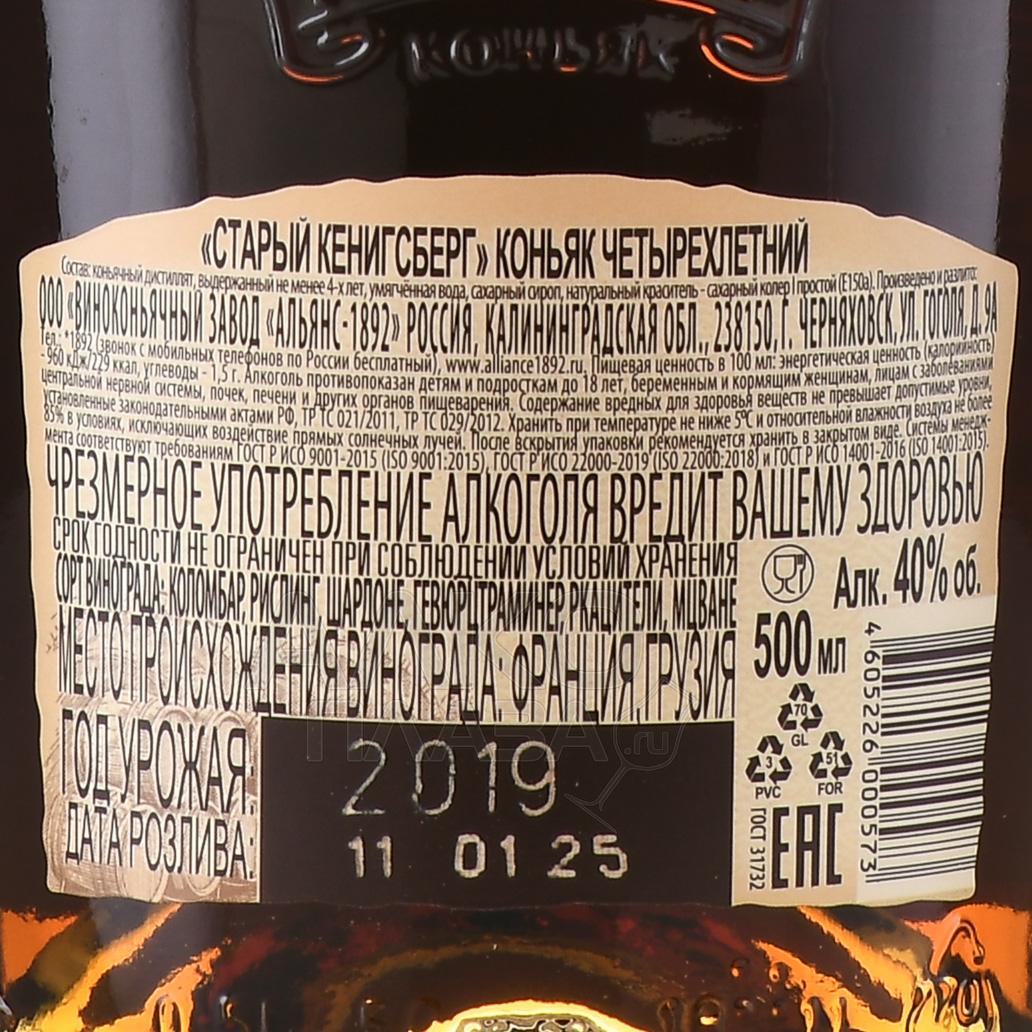 КОНЬЯК
«СТАРЫЙ КЕНИГСБЕРГ» КОНЬЯК ЧЕТЫРЕХЛЕТНИЙ
Состав: коньячный дистиллят, выдержанный не менее 4-х лет, умягчённая вода, сахарный сироп, натуральный краситель - сахарный колер I простой (E150a). Произведено и разлито:
ООО «ВИНОКОНЬЯЧНЫЙ ЗАВОД «АЛЬЯНС-1892» РОССИЯ, КАЛИНИНГРАДСКАЯ ОБЛ., 238150, Г. ЧЕРНЯХОВСК, УЛ. ГОГОЛЯ, Д. 9А
Тел.: *1892 (звонок с мобильных телефонов по России бесплатный), www.alliance1892.ru. Пищевая ценность в 100 мл: энергетическая ценность (калорийность)
- 960 кДж/229 ккал, углеводы - 1,5 г. Алкоголь противопоказан детям и подросткам до 18 лет, беременным и кормящим женщинам, лицам с заболеваниями
центральной нервной системы, почек, печени и других органов пищеварения. Содержание вредных для здоровья веществ не превышает допустимые уровни,
установленные законодательными актами РФ, ТР ТС 021/2011, ТР ТС 029/2012. Хранить при температуре не ниже 5°С и относительной влажности воздуха не более
85% в условиях, исключающих воздействие прямых солнечных лучей. После вскрытия упаковки рекомендуется хранить в закрытом виде. Системы менедж-
мента соответствуют требованиям ГОСТ Р ИСО 9001-2015 (ISO 9001:2015), ГОСТ Р ИСО 22000-2019 (ISO 22000:2018) и ГОСТ Р ИСО 14001-2016 (ISO 14001:2015).
ЧРЕЗМЕРНОЕ УПОТРЕБЛЕНИЕ АЛКОГОЛЯ ВРЕДИТ ВАШЕМУ ЗДОРОВЬЮ
СРОК ГОДНОСТИ НЕ ОГРАНИЧЕН ПРИ СОБЛЮДЕНИИ УСЛОВИЙ ХРАНЕНИЯ
СОРТ ВИНОГРАДА: КОЛОМБАР, РИСЛИНГ, ШАРДОНЕ, ГЕВЮРЦТРАМИНЕР, РКАЦИТЕЛИ, МЦВАНЕ
МЕСТО ПРОИСХОЖДЕНИЯ ВИНОГРАДА: ФРАНЦИЯ, ГРУЗИЯ
ГОД УРОЖАЯ: 2019
ДАТА РОЗЛИВА: 11 01 25
Алк. 40% об.
500 мл
70
GL
3
PVC
51
FOR
ГОСТ 31732
EAC
4 605226 000573
ПЛАЗА.ru